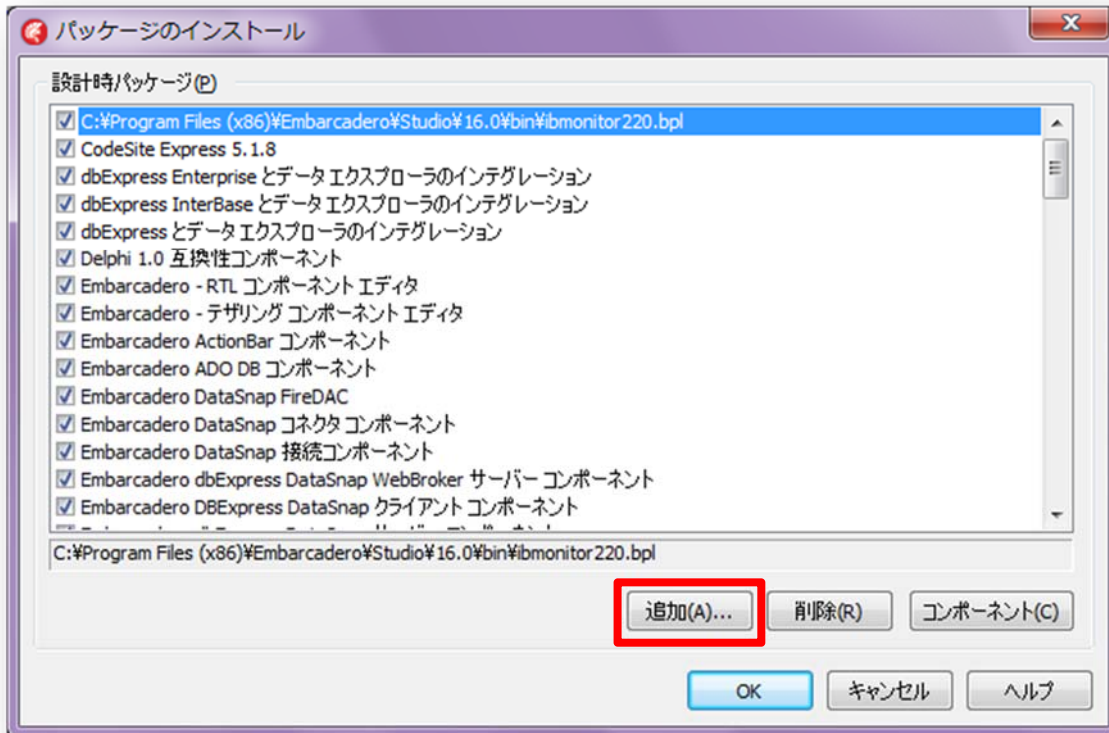 パッケージのインストール
設計時パッケージ(P)
C:¥Program Files (x86)¥Embarcadero¥Studio¥16.0¥bin¥ibmonitor220.bpl
CodeSite Express 5.1.8
dbExpress Enterprise とデータ エクスプローラのインテグレーション
dbExpress InterBase とデータ エクスプローラのインテグレーション
dbExpress とデータ エクスプローラのインテグレーション
Delphi 1.0 互換性コンポーネント
Embarcadero - RTL コンポーネント エディタ
Embarcadero - テザリング コンポーネント エディタ
Embarcadero ActionBar コンポーネント
Embarcadero ADO DB コンポーネント
Embarcadero DataSnap FireDAC
Embarcadero DataSnap コネクタ コンポーネント
Embarcadero DataSnap 接続コンポーネント
Embarcadero dbExpress DataSnap WebBroker サーバー コンポーネント
Embarcadero DBExpress DataSnap クライアント コンポーネント
C:¥Program Files (x86)¥Embarcadero¥Studio¥16.0¥bin¥ibmonitor220.bpl
追加(A)... 削除(R) コンポーネント(C)
OK キャンセル ヘルプ